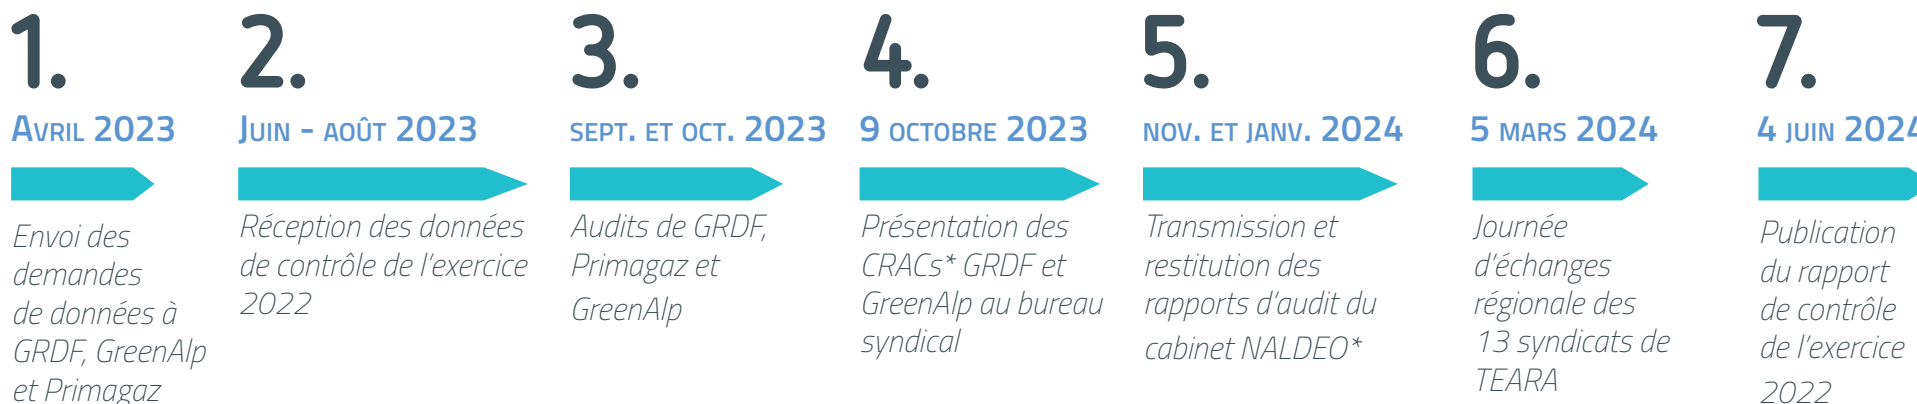 1.
Avril 2023
Envoi des
demandes
de données à
GRDF, GreenAlp
et Primagaz
2.
Juin - août 2023
Réception des données
de contrôle de l'exercice
2022
3.
sept. et oct. 2023
Audits de GRDF,
Primagaz et
GreenAlp
4.
9 octobre 2023
Présentation des
CRACs* GRDF et
GreenAlp au bureau
syndical
5.
nov. et janv. 2024
Transmission et
restitution des
rapports d'audit du
cabinet NALDEO*
6.
5 mars 2024
Journée
d'échanges
régionale des
13 syndicats de
TEARA
7.
4 juin 2024
Publication
du rapport
de contrôle
de l'exercice
2022